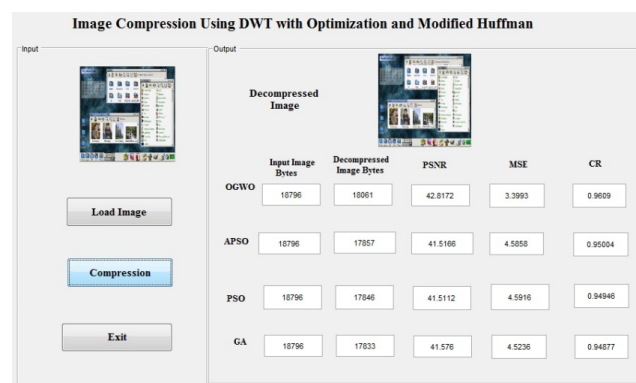 Image Compression Using DWT with Optimization and Modified Huffman
Input
Output
Decompressed
Image
Load Image
Compression
Exit
Input Image
Bytes
Decompressed
Image Bytes
PSNR
MSE
CR
OGWO 18796 18061 42.8172 3.3993 0.9609
APSO 18796 17857 41.5166 4.5858 0.95004
PSO 18796 17846 41.5112 4.5916 0.94946
GA 18796 17833 41.576 4.5236 0.94877